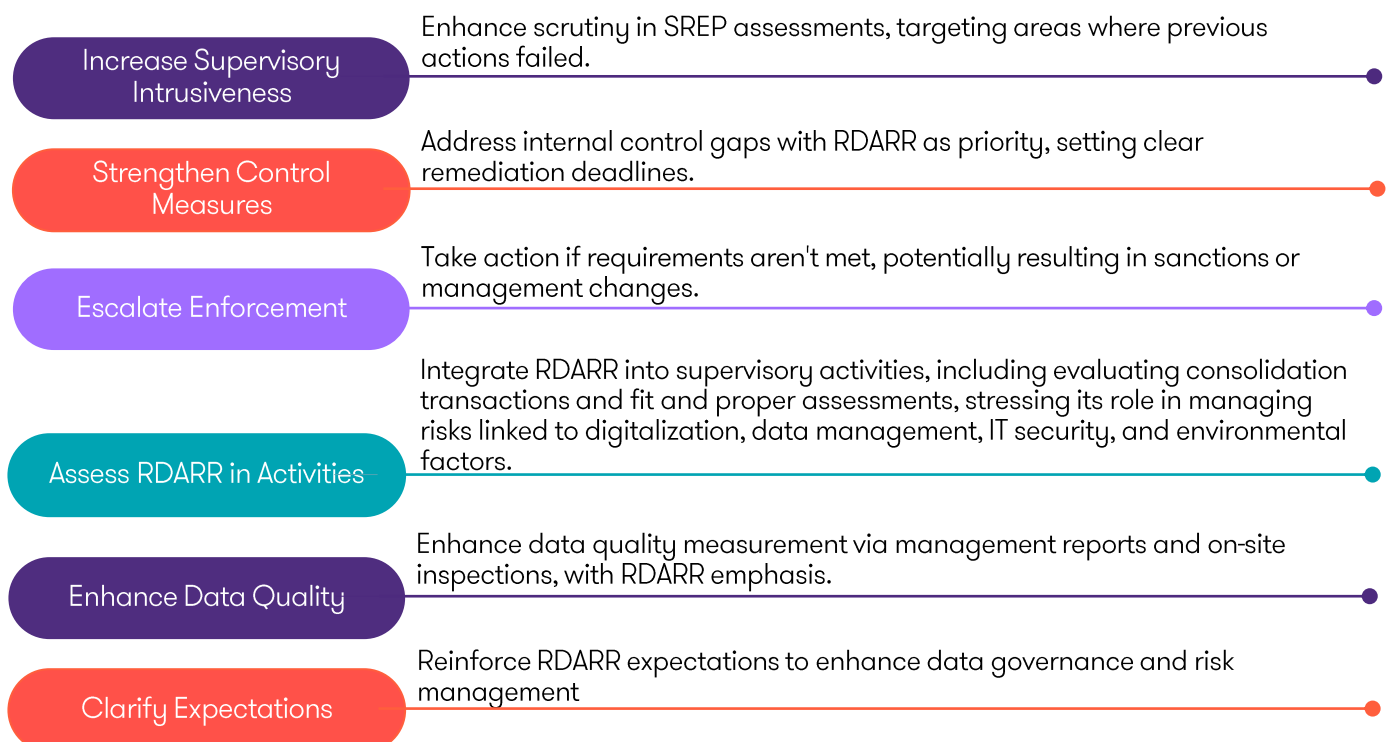 Increase Supervisory
Intrusiveness
Enhance scrutiny in SREP assessments, targeting areas where previous
actions failed.
Strengthen Control
Measures
Address internal control gaps with RDARR as priority, setting clear
remediation deadlines.
Escalate Enforcement
Take action if requirements aren't met, potentially resulting in sanctions or
management changes.
Assess RDARR in Activities
Integrate RDARR into supervisory activities, including evaluating consolidation
transactions and fit and proper assessments, stressing its role in managing
risks linked to digitalization, data management, IT security, and environmental
factors.
Enhance Data Quality
Enhance data quality measurement via management reports and on-site
inspections, with RDARR emphasis.
Clarify Expectations
Reinforce RDARR expectations to enhance data governance and risk
management